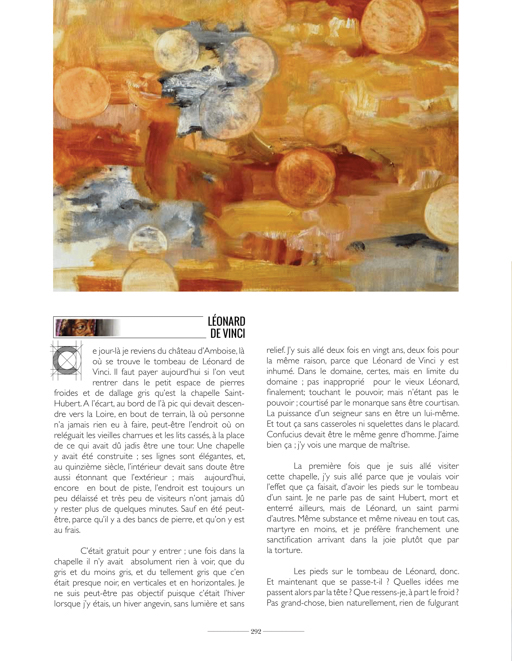 LÉONARD
DE VINCI
Ce jour-là je reviens du château d'Amboise, là
où se trouve le tombeau de Léonard de
Vinci. Il faut payer aujourd'hui si l'on veut
rentrer dans le petit espace de pierres
froides et de dallage gris qu'est la chapelle Saint-
Hubert. A l'écart, au bord de l'à pic qui devait descen-
dre vers la Loire, en bout de terrain, là où personne
n'a jamais rien eu à faire, peut-être l'endroit où on
reléguait les vieilles charrues et les lits cassés, à la place
de ce qui avait dû jadis être une tour. Une chapelle
y avait été construite ; ses lignes sont élégantes, et,
au quinzième siècle, l'intérieur devait sans doute être
aussi étonnant que l'extérieur ; mais aujourd'hui,
encore en bout de piste, l'endroit est toujours un
peu délaissé et très peu de visiteurs n'ont jamais dû
y rester plus de quelques minutes. Sauf en été peut-
être, parce qu'il y a des bancs de pierre, et qu'on y est
au frais.
C'était gratuit pour y entrer ; une fois dans la
chapelle il n'y avait absolument rien à voir, que du
gris et du moins gris, et du tellement gris que c'en
était presque noir, en verticales et en horizontales. Je
ne suis peut-être pas objectif puisque c'était l'hiver
lorsque j'y étais, un hiver angevin, sans lumière et sans
relief. J'y suis allé deux fois en vingt ans, deux fois pour
la même raison, parce que Léonard de Vinci y est
inhumé. Dans le domaine, certes, mais en limite du
domaine ; pas inapproprié pour le vieux Léonard,
finalement; touchant le pouvoir, mais n'étant pas le
pouvoir ; courtisé par le monarque sans être courtisan.
La puissance d'un seigneur sans en être un lui-même.
Et tout ça sans casseroles ni squelettes dans le placard.
Confucius devait être le même genre d'homme. J'aime
bien ça ; j'y vois une marque de maîtrise.
La première fois que je suis allé visiter
cette chapelle, j'y suis allé parce que je voulais voir
l'effet que ça faisait, d'avoir les pieds sur le tombeau
d'un saint. Je ne parle pas de saint Hubert, mort et
enterré ailleurs, mais de Léonard, un saint parmi
d'autres. Même substance et même niveau en tout cas,
martyre en moins, et je préfère franchement une
sanctification arrivant dans la joie plutôt que par
la torture.
Les pieds sur le tombeau de Léonard, donc.
Et maintenant que se passe-t-il ? Quelles idées me
passent alors par la tête ? Que ressens-je, à part le froid ?
Pas grand-chose, bien naturellement, rien de fulgurant
292